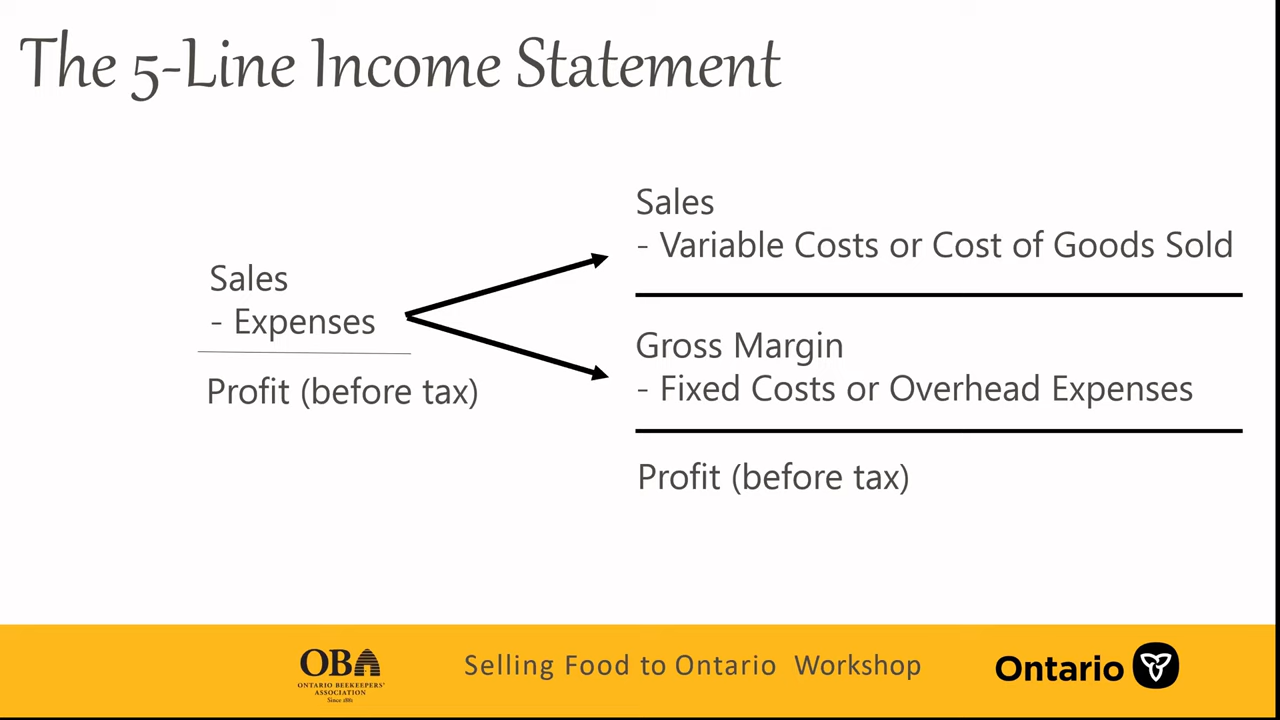 The 5-Line Income Statement
Sales
- Expenses
Profit (before tax)
Sales
- Variable Costs or Cost of Goods Sold
Gross Margin
- Fixed Costs or Overhead Expenses
Profit (before tax)
OBA
ONTARIO BEEKEEPERS'
ASSOCIATION
Since 1881
Selling Food to Ontario Workshop
Ontario